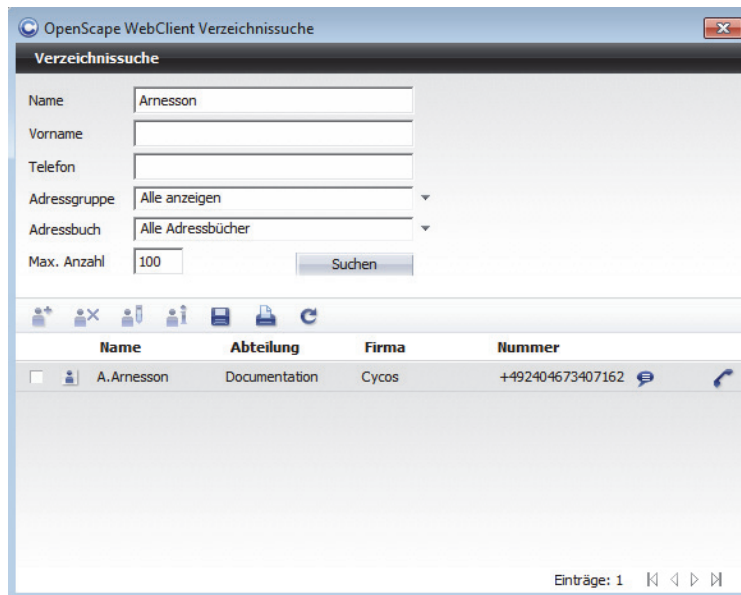 OpenScape WebClient Verzeichnissuche
Verzeichnissuche
Name Arnesson
Vorname
Telefon
Adressgruppe Alle anzeigen
Adressbuch Alle Adressbücher
Max. Anzahl 100 Suchen
Name Abteilung Firma Nummer
A.Arnesson Documentation Cycos +492404673407162
Einträge: 1